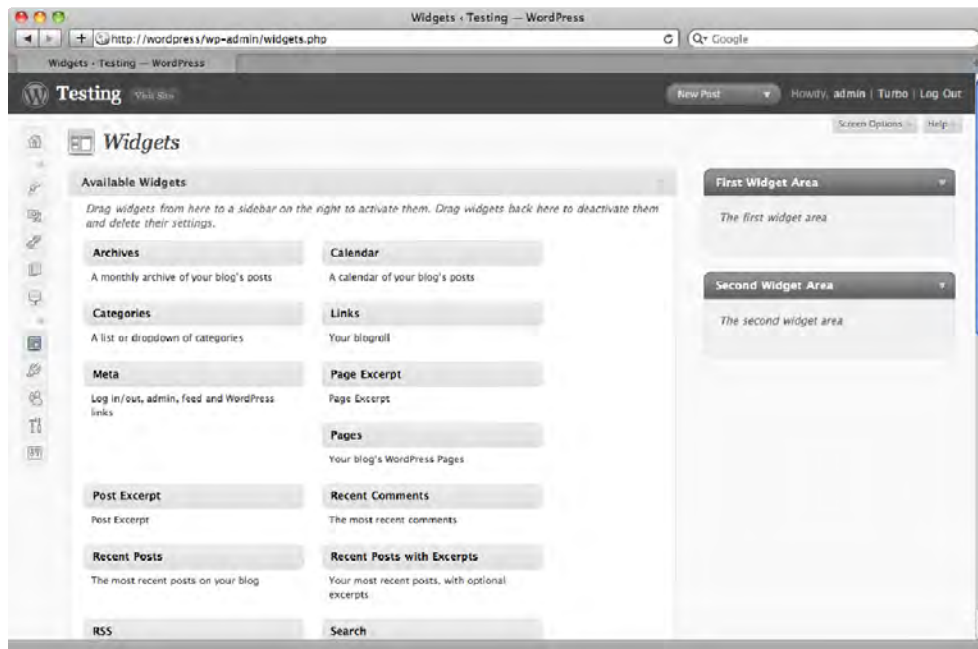 Widgets ‹ Testing — WordPress
http://wordpress/wp-admin/widgets.php
Google
Widgets ‹ Testing — WordPress
Testing Visit Site
New Post
Howdy, admin | Turbo | Log Out
Screen Options
Help
Widgets
Available Widgets
Drag widgets from here to a sidebar on the right to activate them. Drag widgets back here to deactivate them
and delete their settings.
Archives
A monthly archive of your blog's posts
Calendar
A calendar of your blog's posts
Categories
A list or dropdown of categories
Links
Your blogroll
Meta
Log in/out, admin, feed and WordPress
links
Page Excerpt
Page Excerpt
Pages
Your blog's WordPress Pages
Post Excerpt
Post Excerpt
Recent Comments
The most recent comments
Recent Posts
The most recent posts on your blog
Recent Posts with Excerpts
Your most recent posts, with optional
excerpts
RSS
Search
First Widget Area
The first widget area
Second Widget Area
The second widget area